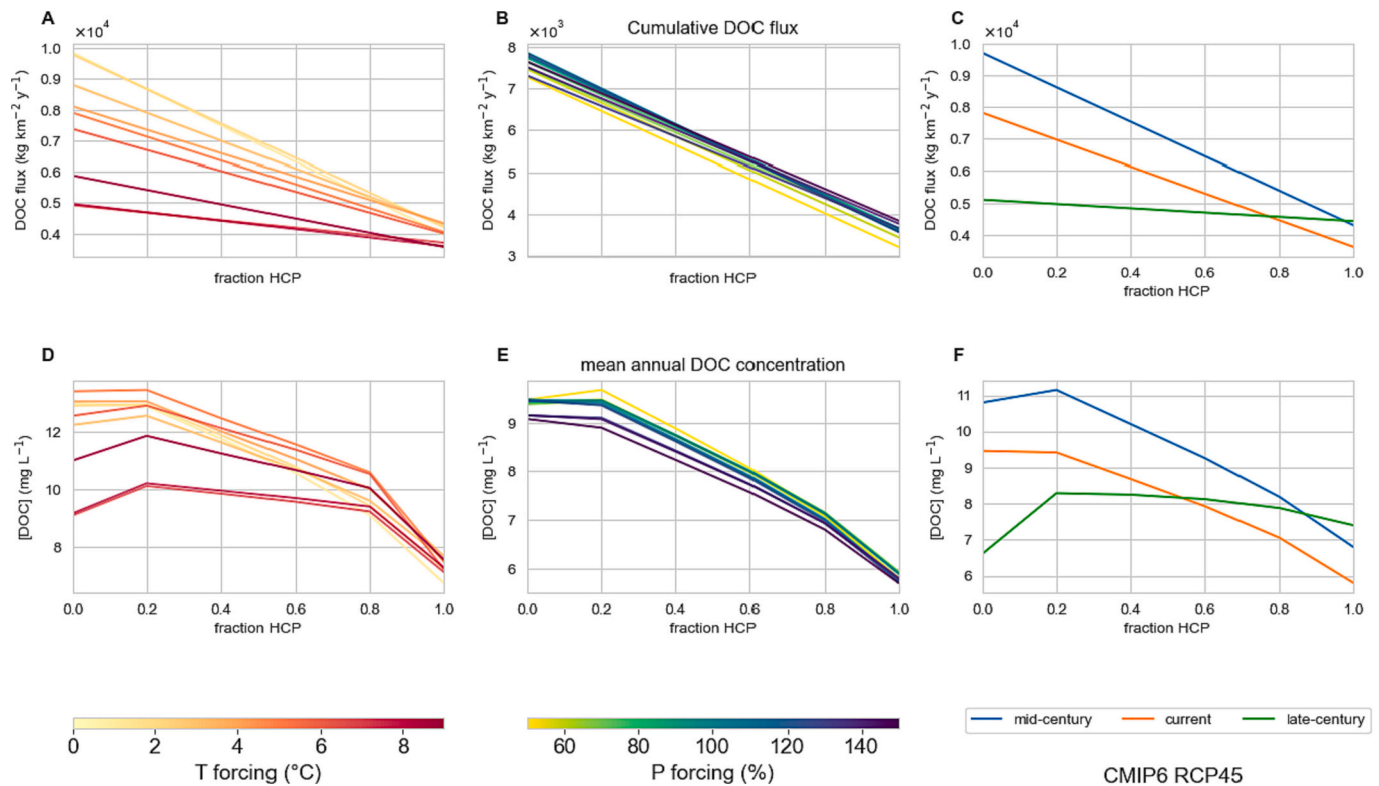 A
×10⁴
1.0
0.9
0.8
0.7
0.6
0.5
0.4
DOC flux (kg km⁻² y⁻¹)
fraction HCP
B
×10³
Cumulative DOC flux
8
7
6
5
4
3
DOC flux (kg km⁻² y⁻¹)
fraction HCP
C
×10⁴
1.0
0.9
0.8
0.7
0.6
0.5
0.4
DOC flux (kg km⁻² y⁻¹)
0.0 0.2 0.4 0.6 0.8 1.0
fraction HCP
D
12
10
8
[DOC] (mg L⁻¹)
0.0 0.2 0.4 0.6 0.8 1.0
fraction HCP
E
mean annual DOC concentration
9
8
7
6
[DOC] (mg L⁻¹)
0.0 0.2 0.4 0.6 0.8 1.0
fraction HCP
F
11
10
9
8
7
6
[DOC] (mg L⁻¹)
0.0 0.2 0.4 0.6 0.8 1.0
fraction HCP
0 2 4 6 8
T forcing (°C)
60 80 100 120 140
P forcing (%)
mid-century current late-century
CMIP6 RCP45